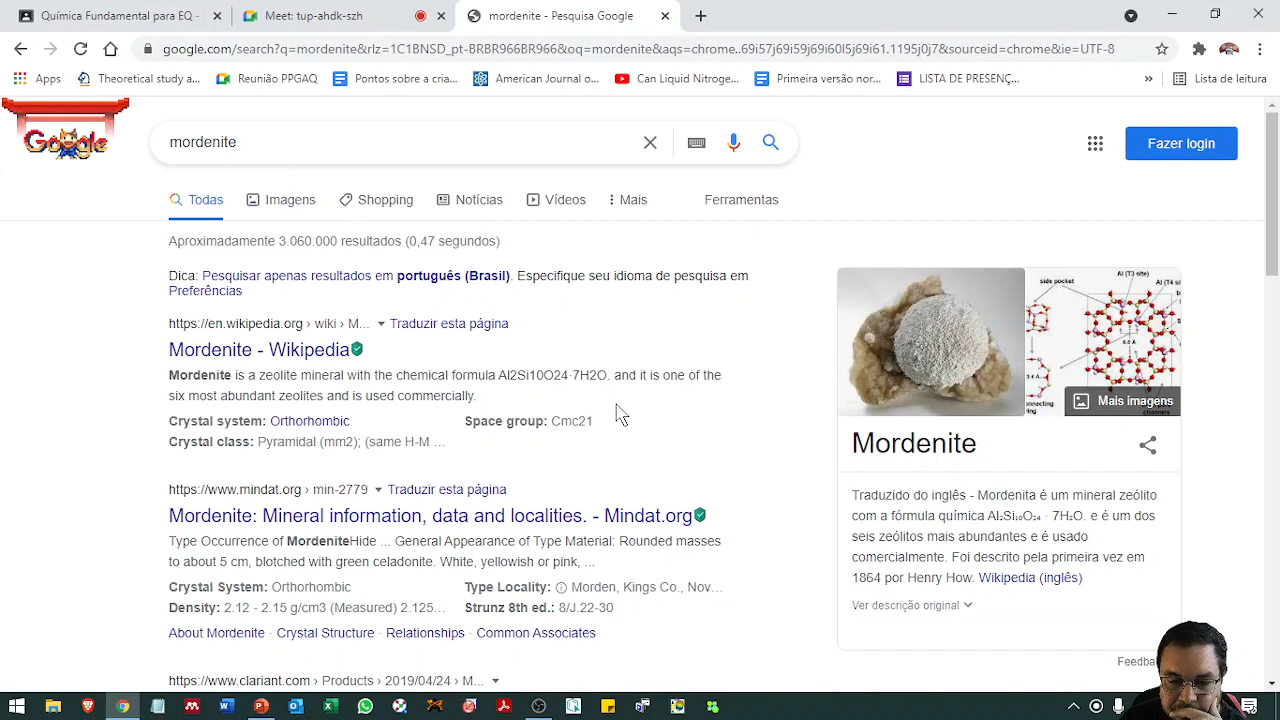 Química Fundamental para EQ
Meet tup-ahdk-szh
mordenite - Pesquisa Google
google.com/search?q=mordenite&rlz=1C1BNSD_pt-BRBR966BR966&oq=mordenite&aqs=chrome..69i57j69i59j69i60l5j69i61.1195j0j7&sourceid=chrome&ie=UTF-8
Apps
Theoretical study a...
Reunião PFGAQ
Pontos sobre a cria...
American Journal o...
Can Liquid Nitroge...
Primeira versão nor...
LISTA DE PRESENÇ...
Lista de leitura
Google
mordenite
Fazer login
Todas
Imagens
Shopping
Notícias
Vídeos
Mais
Ferramentas
Aproximadamente 3.060.000 resultados (0,47 segundos)
Dica: Pesquisar apenas resultados em português (Brasil). Especifique seu idioma de pesquisa em
Preferências
https://en.wikipedia.org › wiki › M... Traduzir esta página
Mordenite - Wikipedia
Mordenite is a zeolite mineral with the chemical formula Al2Si10O24·7H2O. and it is one of the
six most abundant zeolites and is used commercially.
Crystal system: Orthorhombic
Space group: Cmc21
Crystal class: Pyramidal (mm2); (same H-M ...
https://www.mindat.org › min-2779 Traduzir esta página
Mordenite: Mineral information, data and localities. - Mindat.org
Type Occurrence of MordeniteHide ... General Appearance of Type Material: Rounded masses
to about 5 cm, blotched with green celadonite. White, yellowish or pink, ...
Crystal System: Orthorhombic
Type Locality: Morden, Kings Co., Nov...
Density: 2.12 - 2.15 g/cm3 (Measured) 2.125...
Strunz 8th ed.: 8/J.22-30
About Mordenite · Crystal Structure · Relationships · Common Associates
https://www.clariant.com › Products › 2019/04/24 › M...
side pocket
Al (T3 site)
Al (T4 si
Mais imagens
channels
Mordenite
Traduzido do inglês - Mordenita é um mineral zeólito
com a fórmula química Al₂Si₁₀O₂₄ · 7H₂O. e é um dos
seis zeólitos mais abundantes e é usado
comercialmente. Foi descrito pela primeira vez em
1864 por Henry How. Wikipedia (inglês)
Ver descrição original
Feedba